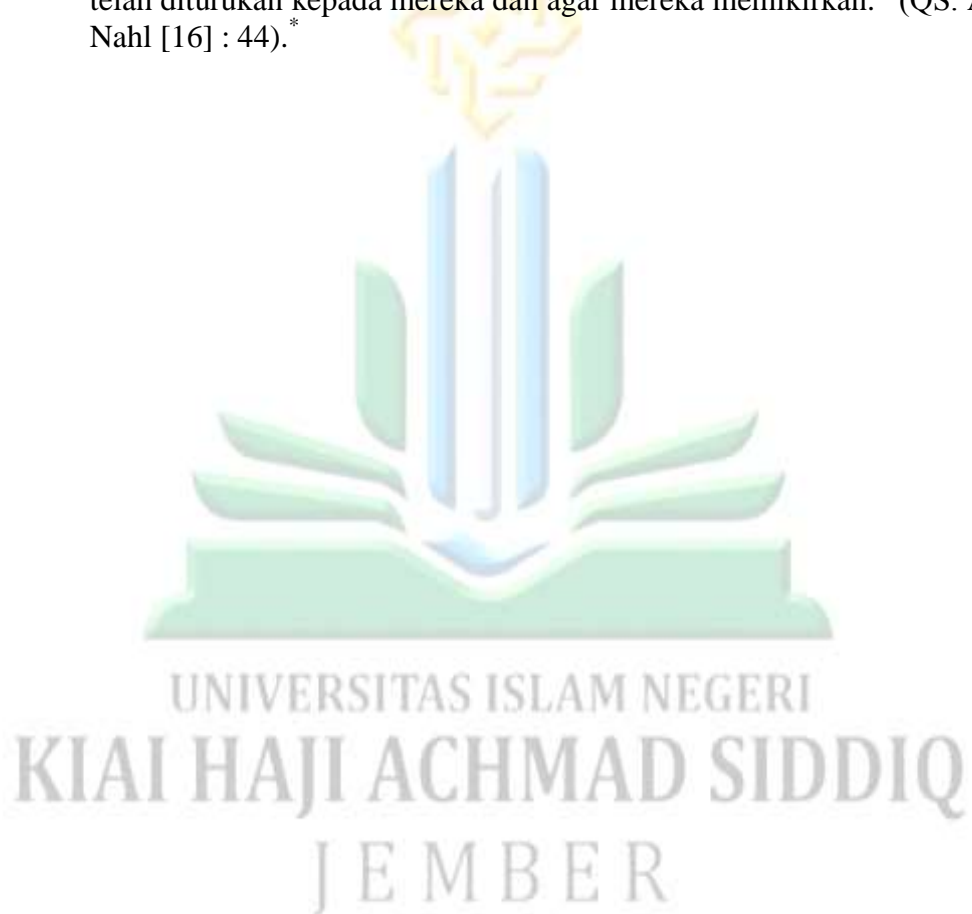 telah diturukan kepada mereka dan agar mereka memikirkan. (QS.
Nahl [16] : 44).*
UNIVERSITAS ISLAM NEGERI
KIAI HAJI ACHMAD SIDDIQ
JEMBER